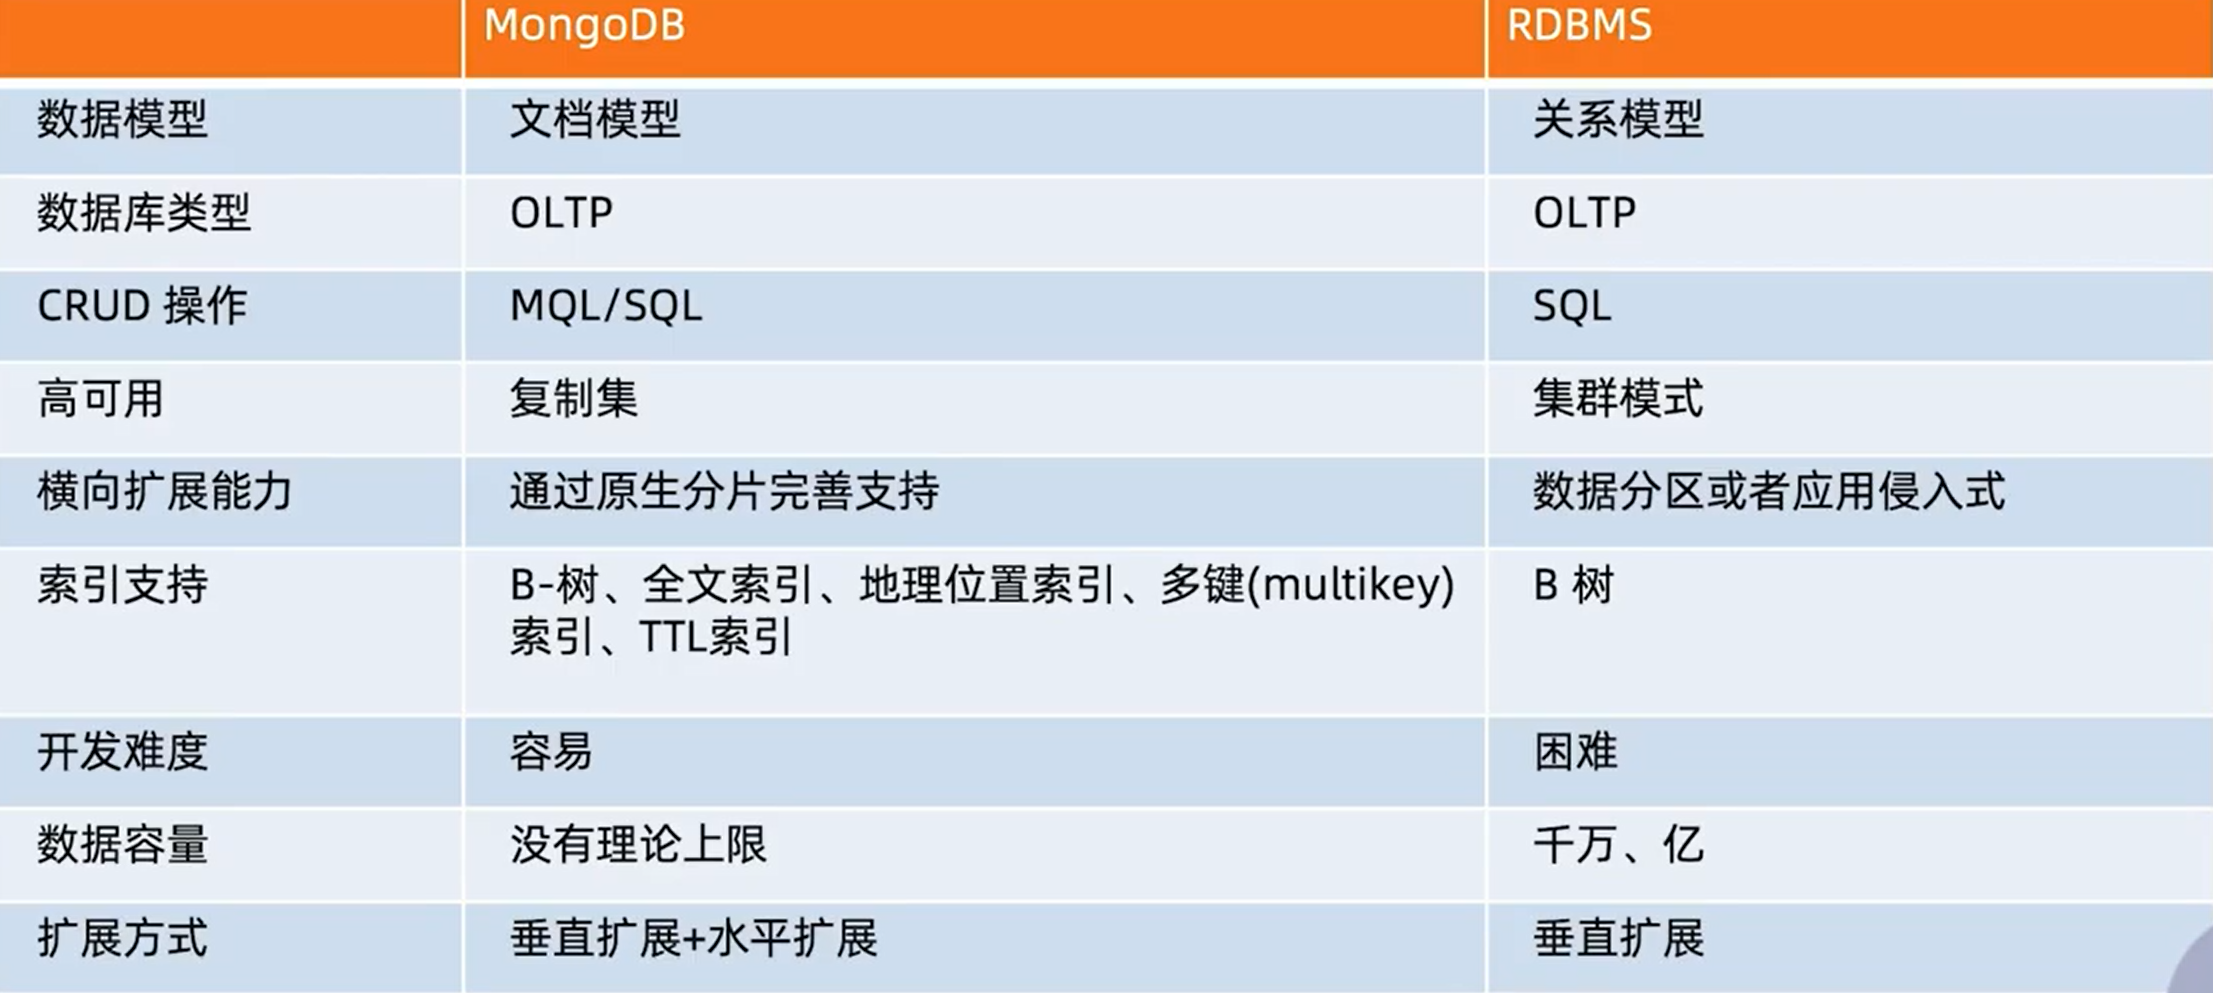 MongoDB RDBMS
数据模型 文档模型 关系模型
数据库类型 OLTP OLTP
CRUD 操作 MQL/SQL SQL
高可用 复制集 集群模式
横向扩展能力 通过原生分片完善支持 数据分区或者应用侵入式
索引支持 B-树、全文索引、地理位置索引、多键(multikey) B 树
索引、TTL索引
开发难度 容易 困难
数据容量 没有理论上限 千万、亿
扩展方式 垂直扩展+水平扩展 垂直扩展